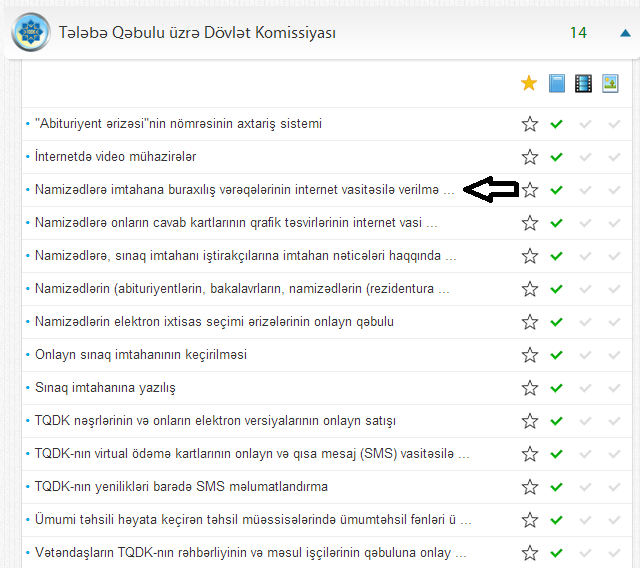 Tələbə Qəbulu üzrə Dövlət Komissiyası 14
"Abituriyent ərizəsi"nin nömrəsinin axtarış sistemi
İnternetdə video mühazirələr
Namizədlərə imtahana buraxılış vərəqələrinin internet vasitəsilə verilmə ...
Namizədlərə onların cavab kartlarının qrafik təsvirlərinin internet vasi ...
Namizədlərə, sınaq imtahanı iştirakçılarına imtahan nəticələri haqqında ...
Namizədlərin (abituriyentlərin, bakalavrların, namizədlərin (rezidentura ...
Namizədlərin elektron ixtisas seçimi ərizələrinin onlayn qəbulu
Onlayn sınaq imtahanının keçirilməsi
Sınaq imtahanına yazılış
TQDK nəşrlərinin və onların elektron versiyalarının onlayn satışı
TQDK-nın virtual ödəmə kartlarının onlayn və qısa mesaj (SMS) vasitəsilə ...
TQDK-nın yenilikləri barədə SMS məlumatlandırma
Ümumi təhsili həyata keçirən təhsil müəssisələrində ümumtəhsil fənləri ü ...
Vətəndaşların TQDK-nın rəhbərliyinin və məsul işçilərinin qəbuluna onlay ...